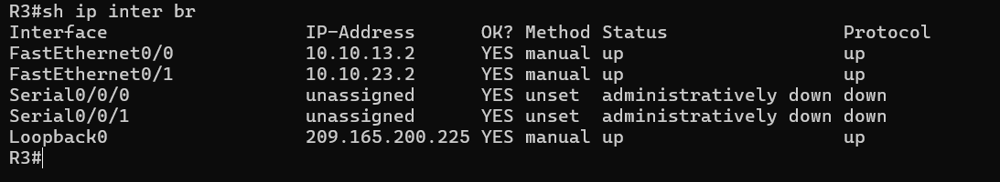 R3#sh ip inter br
Interface                  IP-Address      OK? Method Status                Protocol
FastEthernet0/0            10.10.13.2      YES manual up                    up
FastEthernet0/1            10.10.23.2      YES manual up                    up
Serial0/0/0                unassigned      YES unset  administratively down down
Serial0/0/1                unassigned      YES unset  administratively down down
Loopback0                  209.165.200.225 YES manual up                    up
R3#